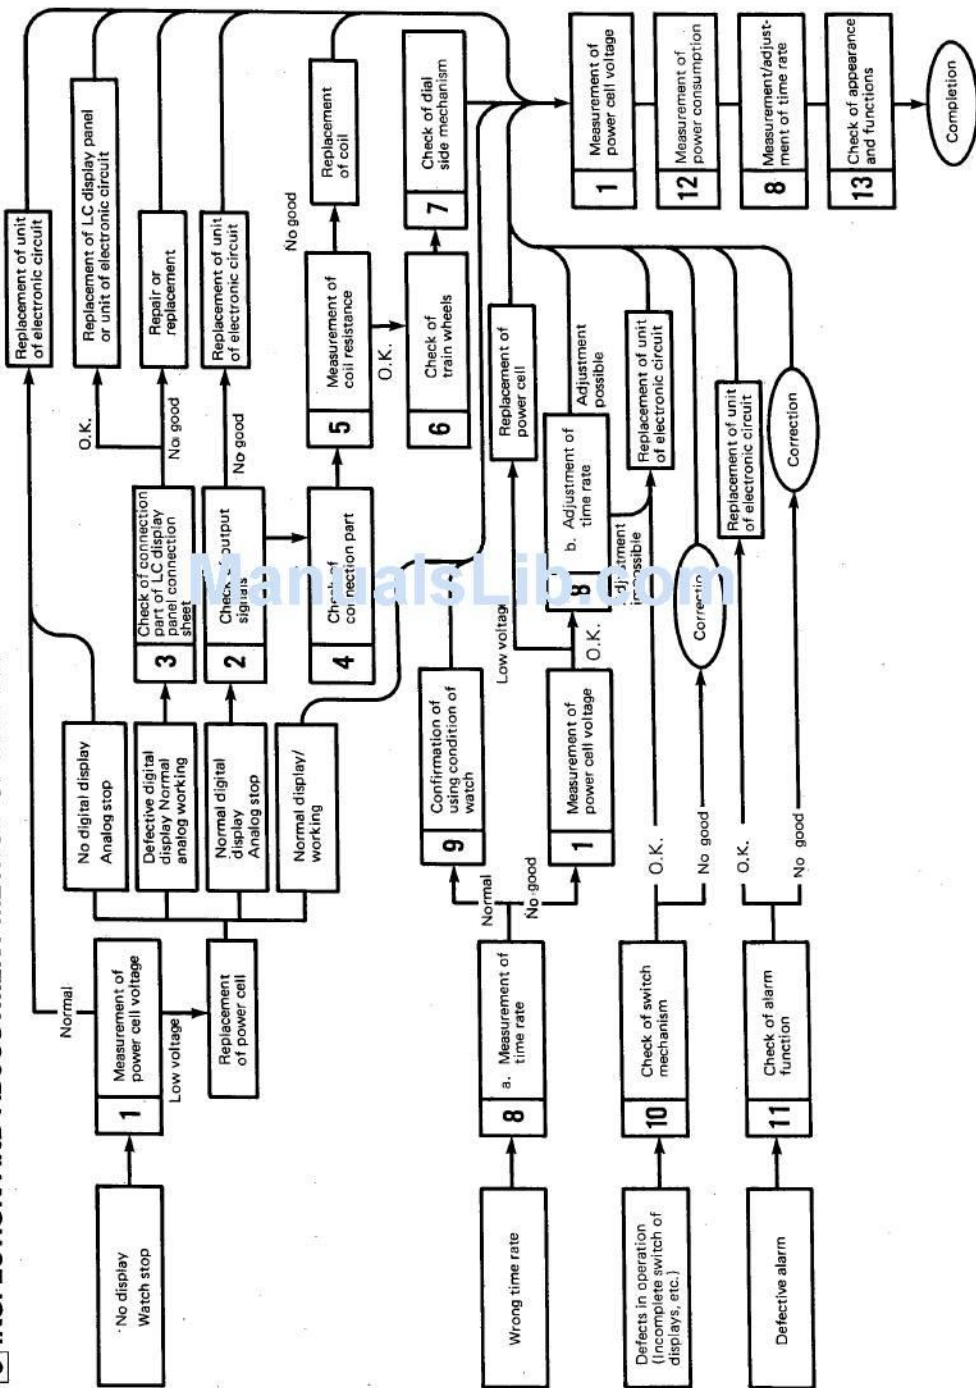 No display
Watch stop
1
Measurement of
power cell voltage
Normal
Low voltage
Replacement
of power cell
No digital display
Analog stop
Defective digital
display Normal
analog working
Normal digital
display
Analog stop
Normal display/
working
3
Check of connection
part of LC display
panel connection
sheet
2
Check of output
signals
4
Check of
connection part
O.K.
No good
No good
Replacement of unit
of electronic circuit
Replacement of LC display panel
or unit of electronic circuit
Repair or
replacement
Replacement of unit
of electronic circuit
5
Measurement of
coil resistance
No good
O.K.
Replacement
of coil
6
Check of
train wheels
7
Check of dial
side mechanism
Wrong time rate
8
a. Measurement of
time rate
Normal
No good
9
Confirmation of
using condition of
watch
1
Measurement of
power cell voltage
Low voltage
O.K.
Replacement of
power cell
8
b. Adjustment of
time rate
Adjustment
possible
Adjustment
impossible
Replacement of unit
of electronic circuit
Defects in operation
(Incomplete switch of
displays, etc.)
10
Check of switch
mechanism
O.K.
No good
Correction
Defective alarm
11
Check of alarm
function
O.K.
No good
Replacement of unit
of electronic circuit
Correction
1
Measurement of
power cell voltage
12
Measurement of
power consumption
8
Measurement/adjust-
ment of time rate
13
Check of appearance
and functions
Completion
ManualsLib.com